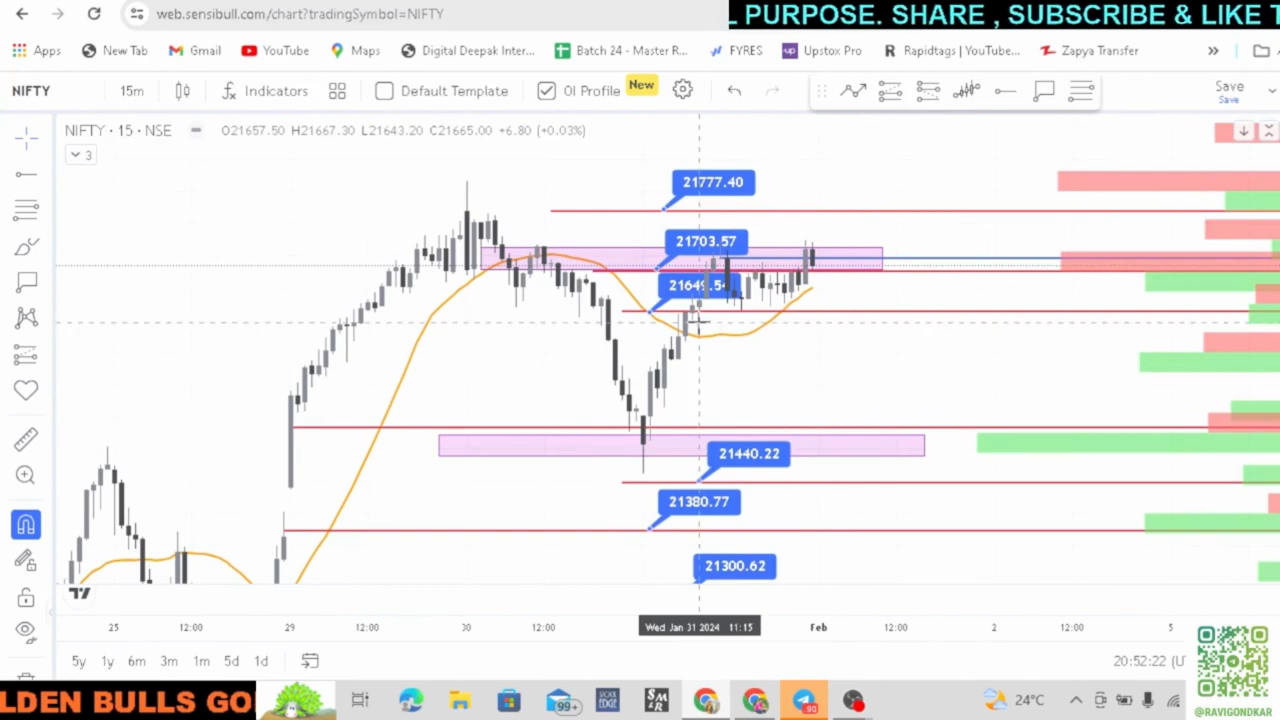 web.sensibull.com/chart?tradingSymbol=NIFTY
L PURPOSE. SHARE , SUBSCRIBE & LIKE T
Apps
New Tab
Gmail
YouTube
Maps
Digital Deepak Inter...
Batch 24 - Master R...
FYRES
up Upstox Pro
R Rapidtags | YouTube...
Zapya Transfer
»
NIFTY
15m
Indicators
Default Template
OI Profile
New
Save
Save
NIFTY · 15 · NSE
O21657.50 H21667.30 L21643.20 C21665.00 +6.80 (+0.03%)
3
21777.40
21703.57
21649.54
21440.22
21380.77
21300.62
25
12:00
29
12:00
30
12:00
Wed Jan 31 2024 11:15
Feb
12:00
2
12:00
5
5y
1y
6m
3m
1m
5d
1d
20:52:22 (U
LDEN BULLS GO
99+
24°C
@RAVIGONDKAR